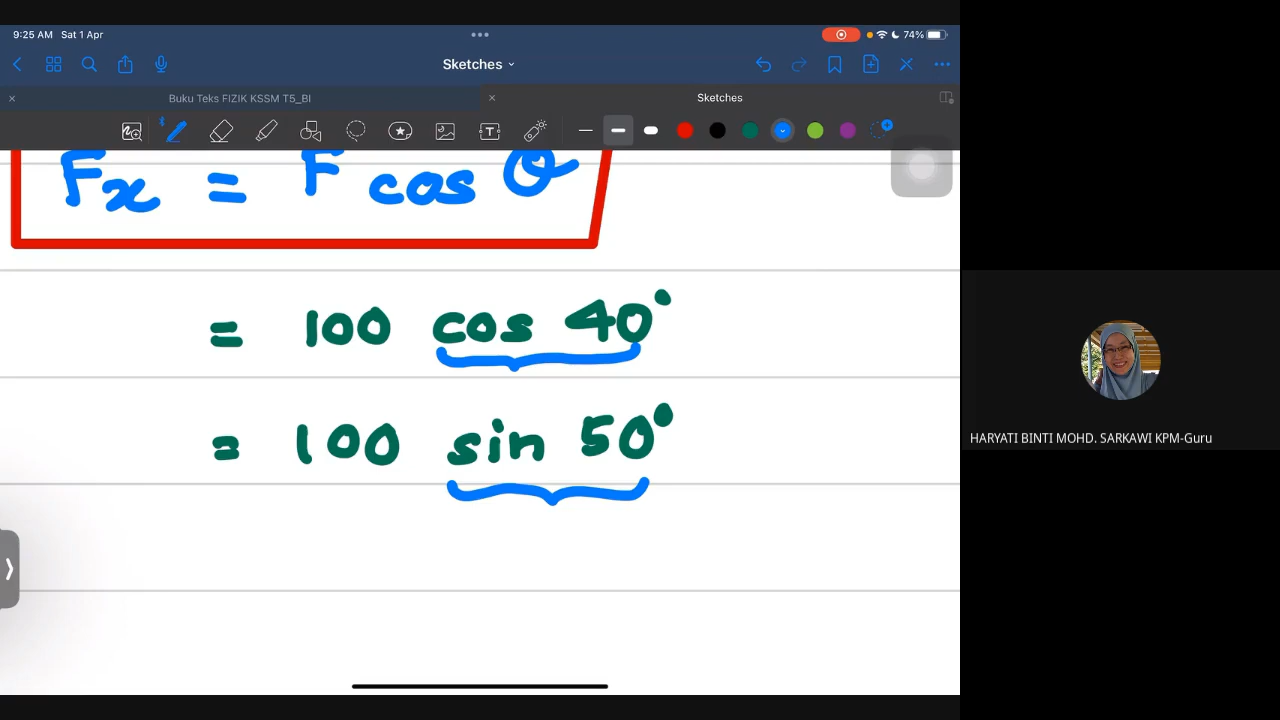 9:25 AM Sat 1 Apr
74%
Sketches
Buku Teks FIZIK KSSM T5_BI
Sketches
Fx = F cos θ
= 100 cos 40°
= 100 sin 50°
HARYATI BINTI MOHD. SARKAWI KPM-Guru